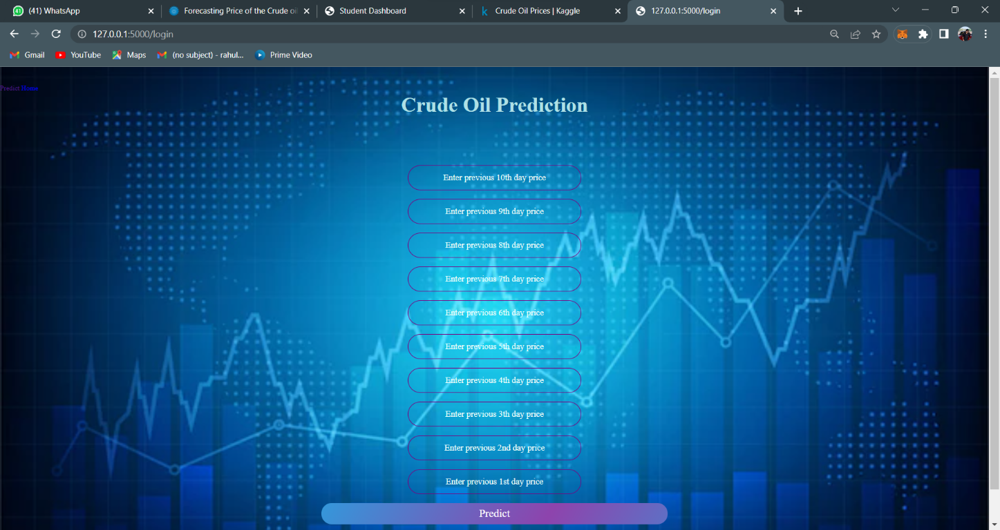 41 (41) WhatsApp
Forecasting Price of the Crude oil
Student Dashboard
k Crude Oil Prices | Kaggle
127.0.0.1:5000/login
127.0.0.1:5000/login
Gmail
YouTube
Maps
(no subject) - rahul...
Prime Video
Predict Home
Crude Oil Prediction
Enter previous 10th day price
Enter previous 9th day price
Enter previous 8th day price
Enter previous 7th day price
Enter previous 6th day price
Enter previous 5th day price
Enter previous 4th day price
Enter previous 3th day price
Enter previous 2nd day price
Enter previous 1st day price
Predict